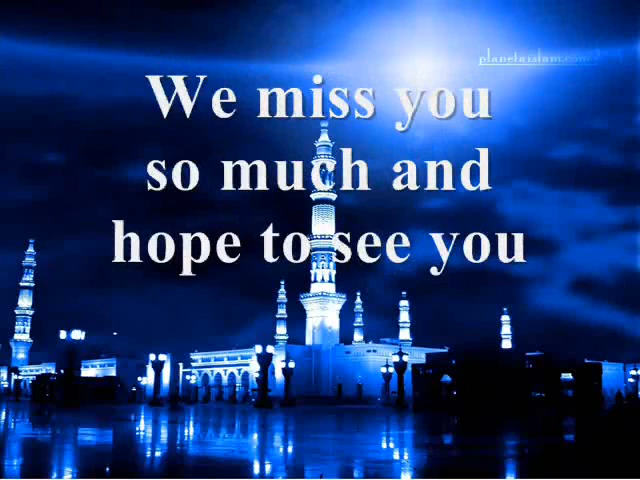 planetaislam.com
We miss you
so much and
hope to see you